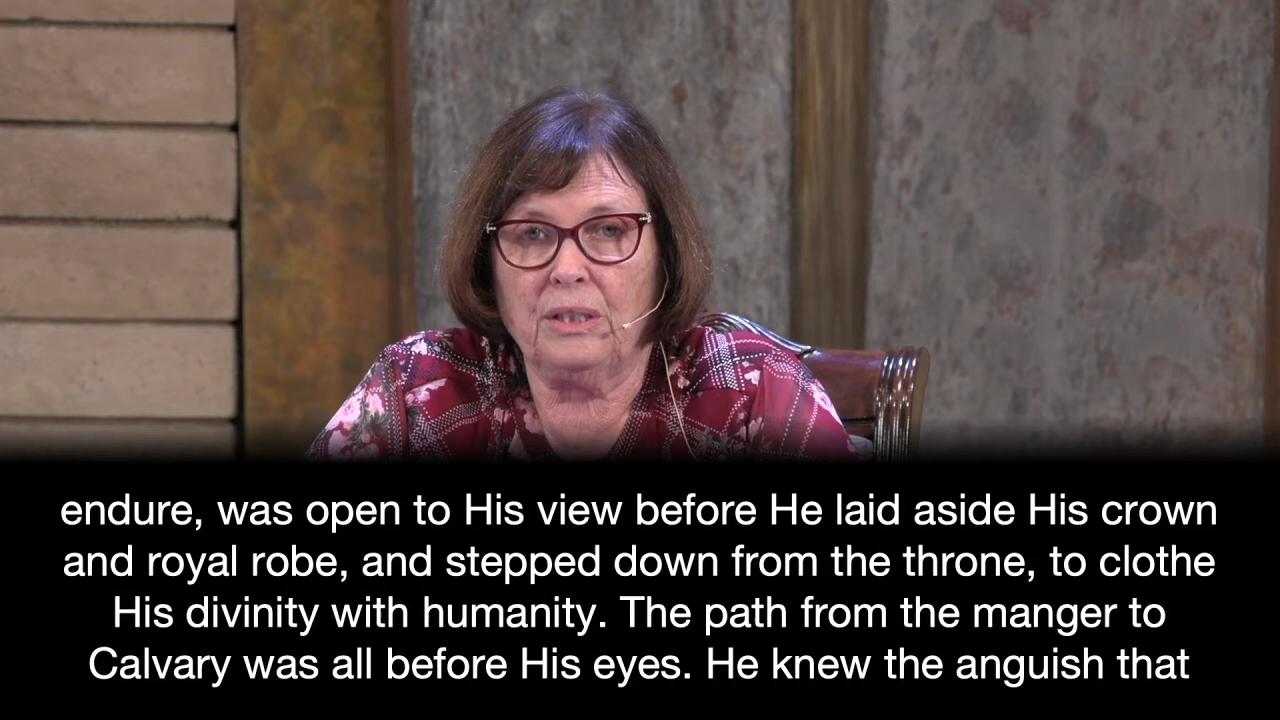 endure, was open to His view before He laid aside His crown
and royal robe, and stepped down from the throne, to clothe
His divinity with humanity. The path from the manger to
Calvary was all before His eyes. He knew the anguish that